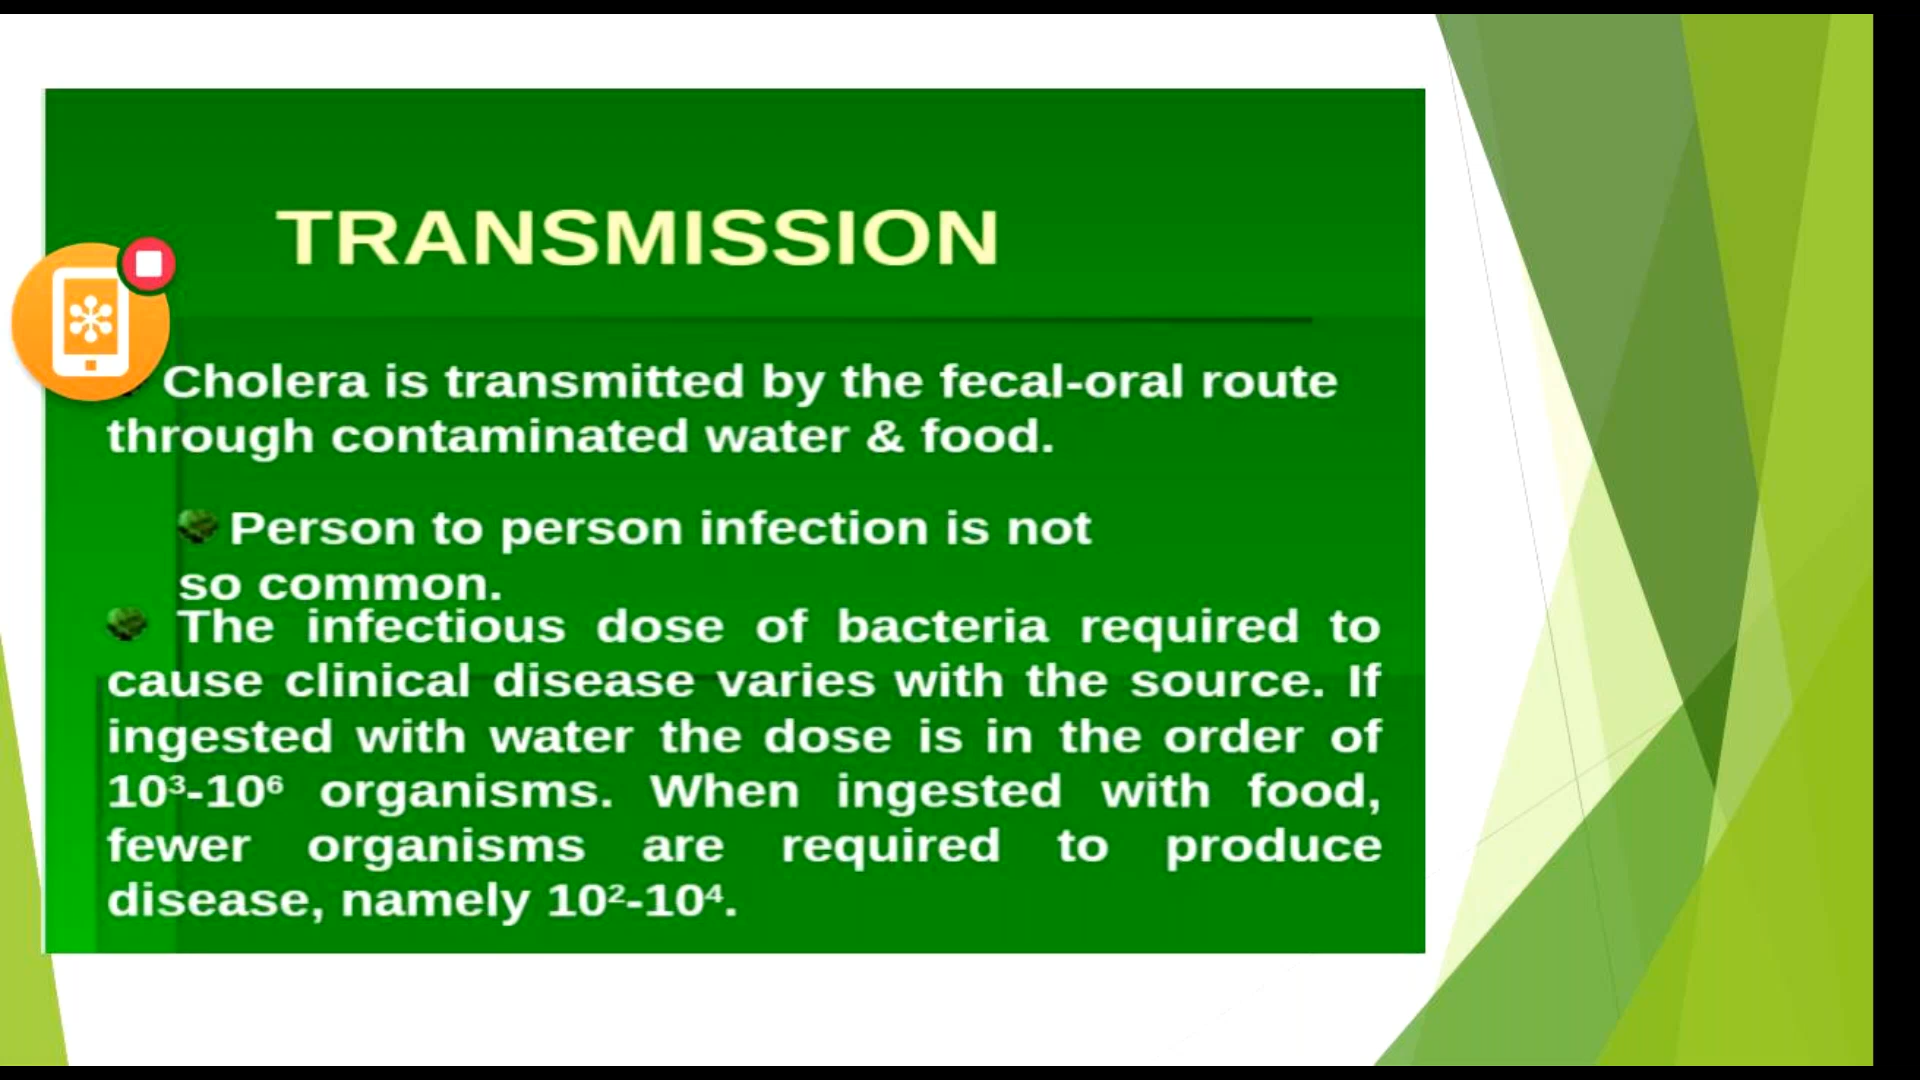 TRANSMISSION
Cholera is transmitted by the fecal-oral route
through contaminated water & food.
Person to person infection is not
so common.
The infectious dose of bacteria required to
cause clinical disease varies with the source. If
ingested with water the dose is in the order of
10³-10⁶ organisms. When ingested with food,
fewer organisms are required to produce
disease, namely 10²-10⁴.